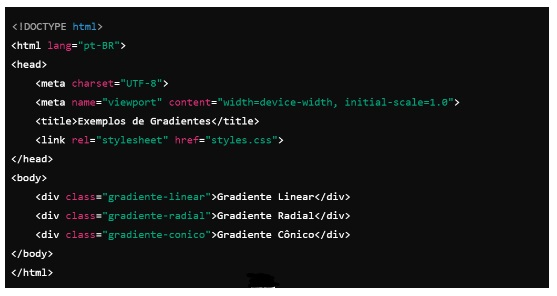 <!DOCTYPE html>
<html lang="pt-BR">
<head>
<meta charset="UTF-8">
<meta name="viewport" content="width=device-width, initial-scale=1.0">
<title>Exemplos de Gradientes</title>
<link rel="stylesheet" href="styles.css">
</head>
<body>
<div class="gradiente-linear">Gradiente Linear</div>
<div class="gradiente-radial">Gradiente Radial</div>
<div class="gradiente-conico">Gradiente Cônico</div>
</body>
</html>